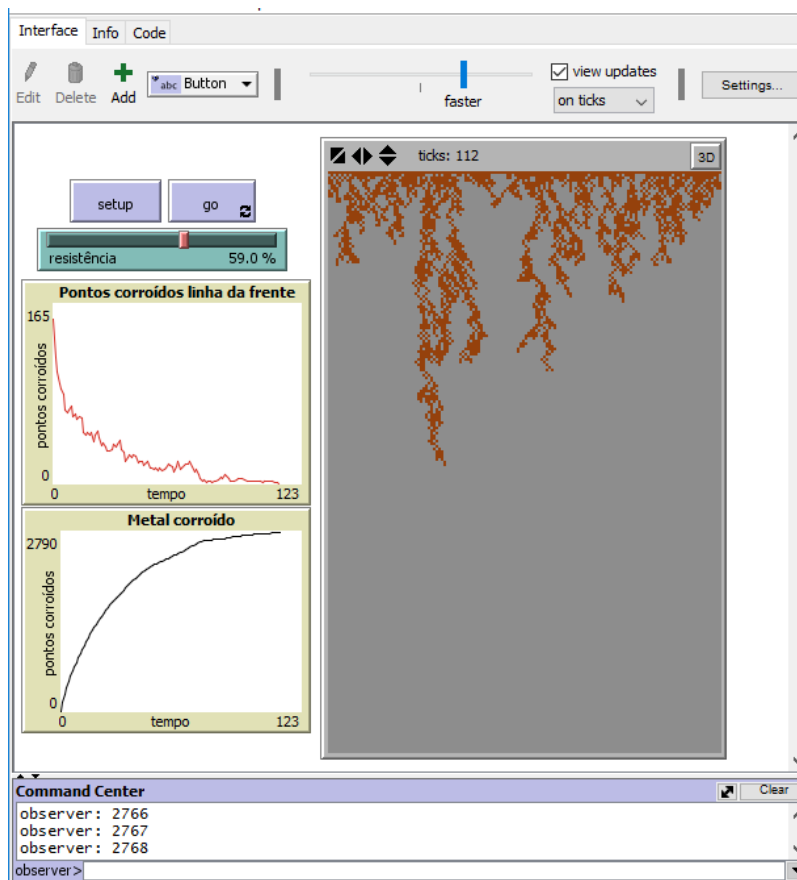 Interface Info Code
Edit Delete Add abc Button faster view updates on ticks Settings...
ticks: 112 3D
setup go
resistência 59.0 %
Pontos corroídos linha da frente
165
pontos corroídos
0
0 tempo 123
Metal corroído
2790
pontos corroídos
0
0 tempo 123
Command Center Clear
observer: 2766
observer: 2767
observer: 2768
observer>